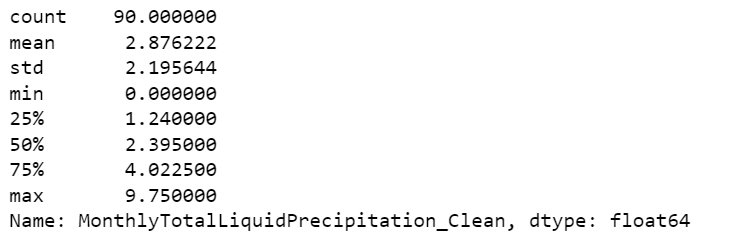 count    90.000000
mean      2.876222
std       2.195644
min       0.000000
25%       1.240000
50%       2.395000
75%       4.022500
max       9.750000
Name: MonthlyTotalLiquidPrecipitation_Clean, dtype: float64